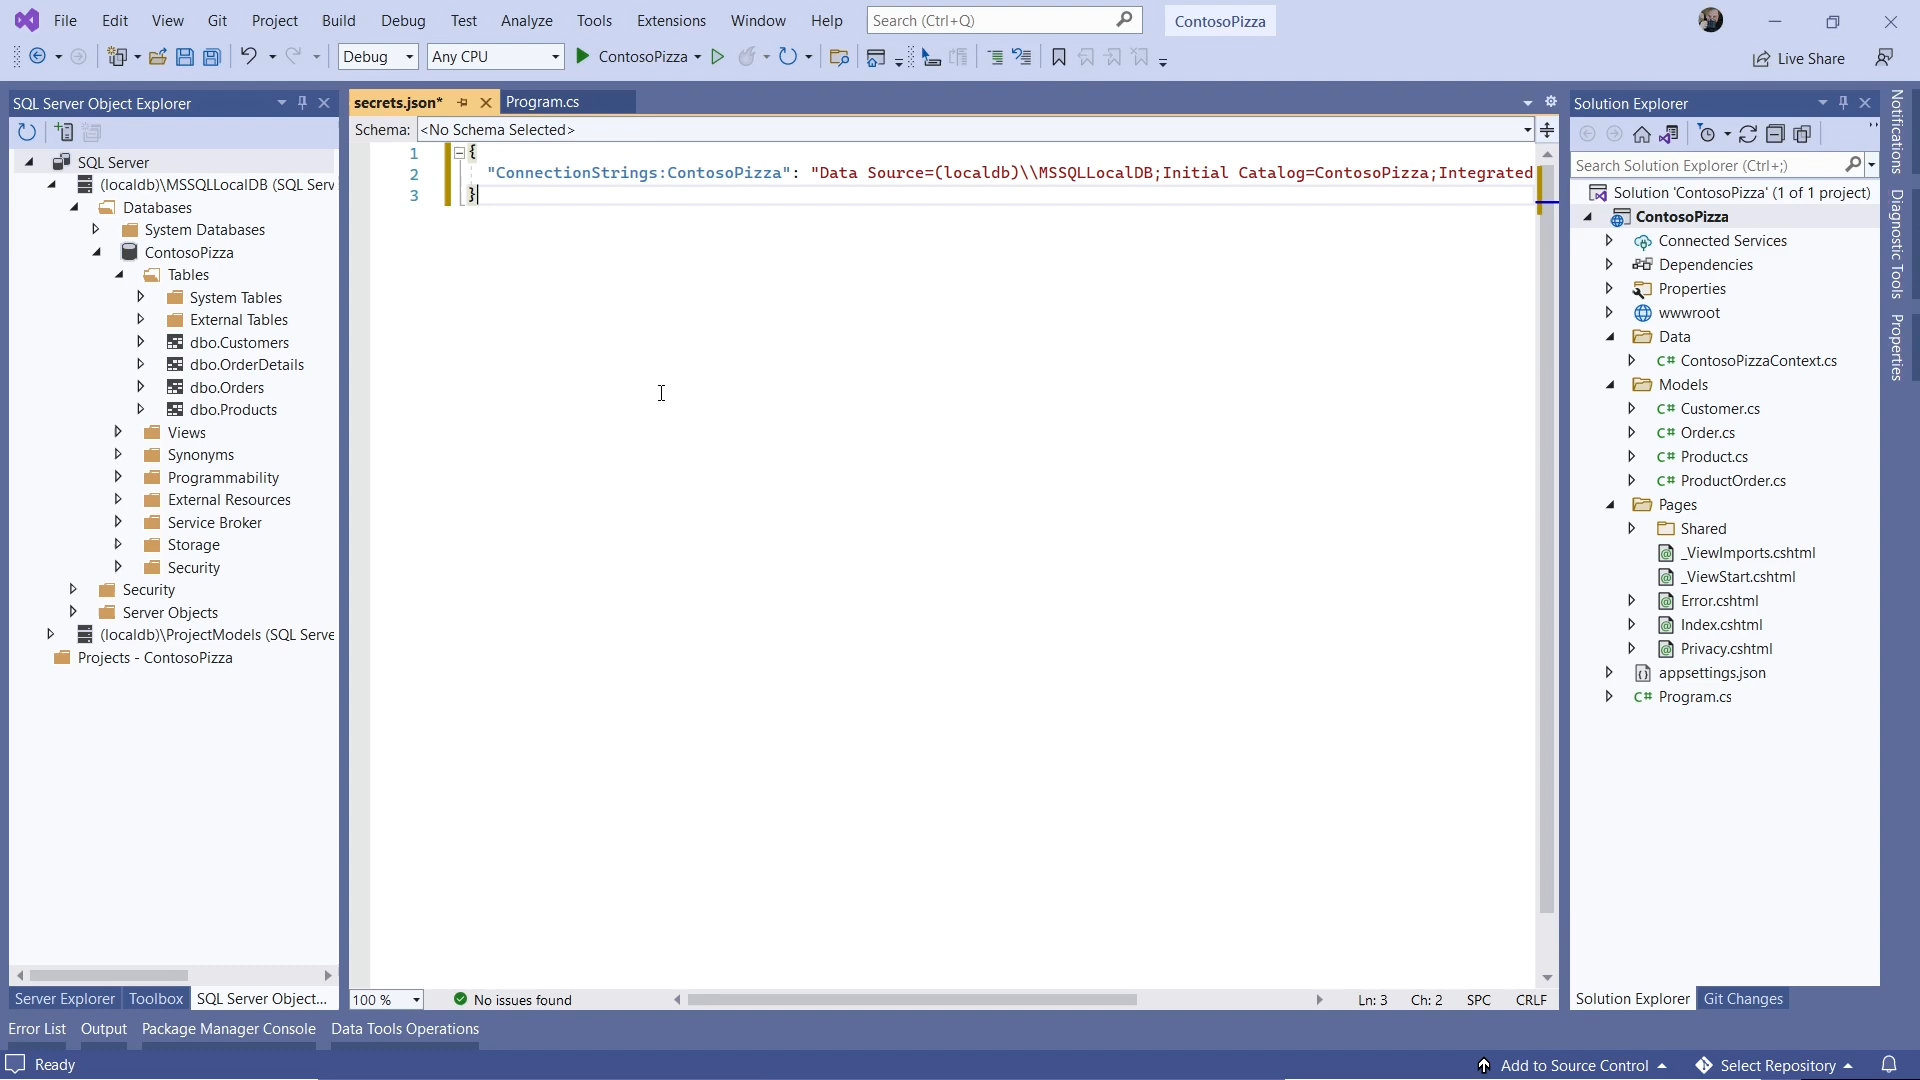 File Edit View Git Project Build Debug Test Analyze Tools Extensions Window Help Search (Ctrl+Q) ContosoPizza
Debug Any CPU ContosoPizza Live Share
SQL Server Object Explorer
SQL Server
(localdb)\MSSQLLocalDB (SQL Serv
Databases
System Databases
ContosoPizza
Tables
System Tables
External Tables
dbo.Customers
dbo.OrderDetails
dbo.Orders
dbo.Products
Views
Synonyms
Programmability
External Resources
Service Broker
Storage
Security
Security
Server Objects
(localdb)\ProjectModels (SQL Serve
Projects - ContosoPizza
Server Explorer Toolbox SQL Server Object...
secrets.json* Program.cs
Schema: <No Schema Selected>
1 {
2 "ConnectionStrings:ContosoPizza": "Data Source=(localdb)\\MSSQLLocalDB;Initial Catalog=ContosoPizza;Integrated
3 }
100 % No issues found Ln: 3 Ch: 2 SPC CRLF
Solution Explorer
Search Solution Explorer (Ctrl+;)
Solution 'ContosoPizza' (1 of 1 project)
ContosoPizza
Connected Services
Dependencies
Properties
wwwroot
Data
C# ContosoPizzaContext.cs
Models
C# Customer.cs
C# Order.cs
C# Product.cs
C# ProductOrder.cs
Pages
Shared
_ViewImports.cshtml
_ViewStart.cshtml
Error.cshtml
Index.cshtml
Privacy.cshtml
appsettings.json
C# Program.cs
Solution Explorer Git Changes
Notifications
Diagnostic Tools
Properties
Error List Output Package Manager Console Data Tools Operations
Ready Add to Source Control Select Repository